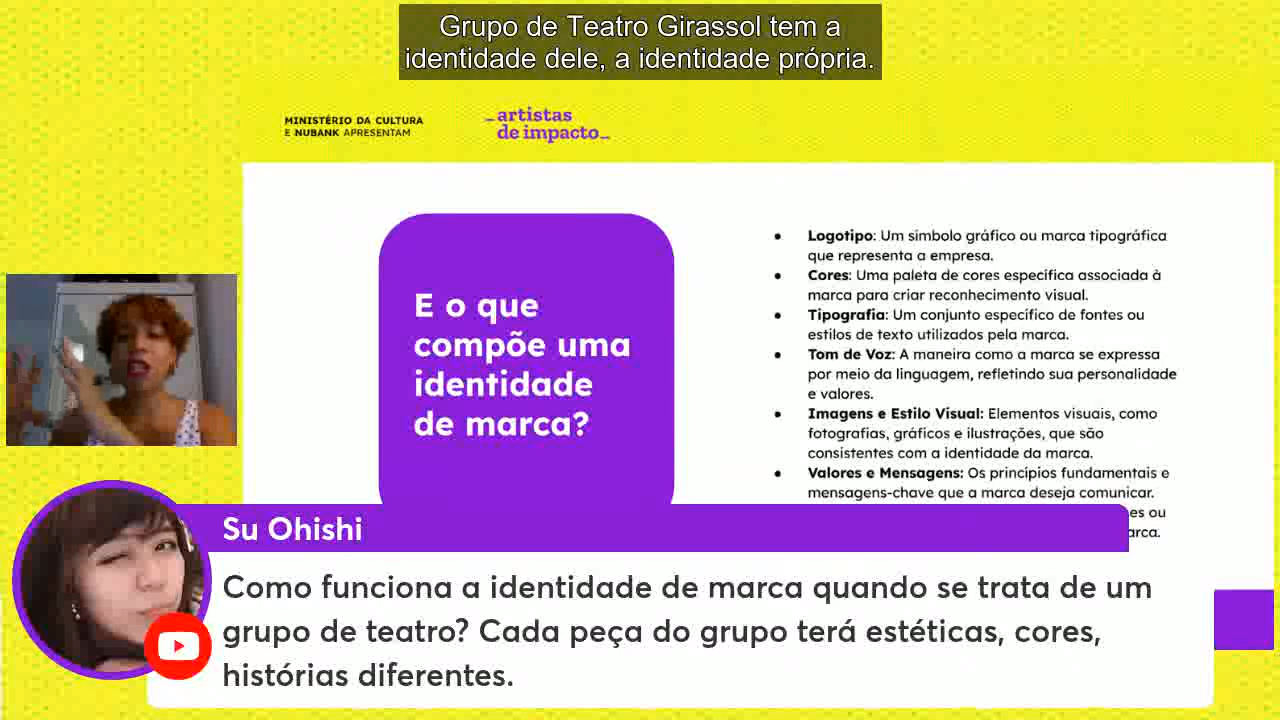 Grupo de Teatro Girassol tem a
identidade dele, a identidade própria.
MINISTÉRIO DA CULTURA
E NUBANK APRESENTAM
_artistas
de impacto_
E o que
compõe uma
identidade
de marca?
• Logotipo: Um símbolo gráfico ou marca tipográfica
que representa a empresa.
• Cores: Uma paleta de cores específica associada à
marca para criar reconhecimento visual.
• Tipografia: Um conjunto específico de fontes ou
estilos de texto utilizados pela marca.
• Tom de Voz: A maneira como a marca se expressa
por meio da linguagem, refletindo sua personalidade
e valores.
• Imagens e Estilo Visual: Elementos visuais, como
fotografias, gráficos e ilustrações, que são
consistentes com a identidade da marca.
• Valores e Mensagens: Os princípios fundamentais e
mensagens-chave que a marca deseja comunicar.
es ou
arca.
Su Ohishi
Como funciona a identidade de marca quando se trata de um
grupo de teatro? Cada peça do grupo terá estéticas, cores,
histórias diferentes.